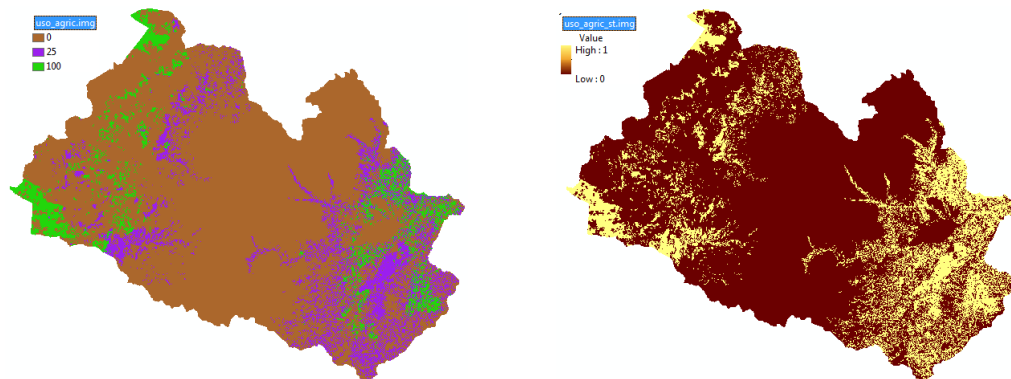 uso_agric.img
0
25
100
uso_agric_st.img
Value
High : 1
Low : 0